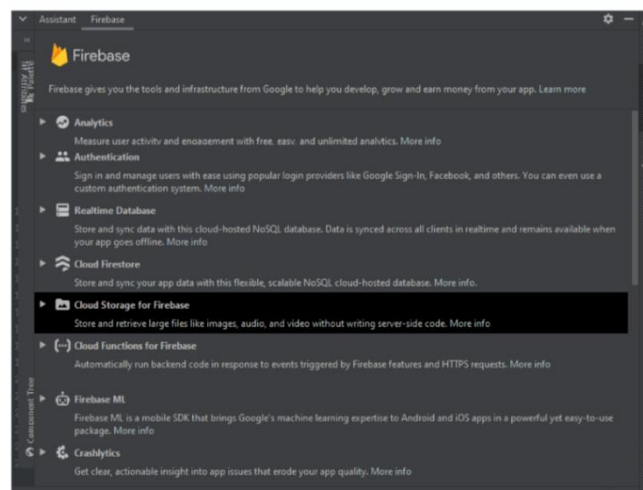 Assistant Firebase
Firebase
Firebase gives you the tools and infrastructure from Google to help you develop, grow and earn money from your app. Learn more
Analytics
Measure user activity and engagement with free, easy, and unlimited analytics. More info
Authentication
Sign in and manage users with ease using popular login providers like Google Sign-In, Facebook, and others. You can even use a
custom authentication system. More info
Realtime Database
Store and sync data with this cloud-hosted NoSQL database. Data is synced across all clients in realtime and remains available when
your app goes offline. More info
Cloud Firestore
Store and sync your app data with this flexible, scalable NoSQL cloud-hosted database. More info.
Cloud Storage for Firebase
Store and retrieve large files like images, audio, and video without writing server-side code. More info
Cloud Functions for Firebase
Automatically run backend code in response to events triggered by Firebase features and HTTPS requests. More info
Firebase ML
Firebase ML is a mobile SDK that brings Google's machine learning expertise to Android and iOS apps in a powerful yet easy-to-use
package. More info
Crashlytics
Get clear, actionable insight into app issues that erode your app quality. More info
Palette
Attributes
Component Tree